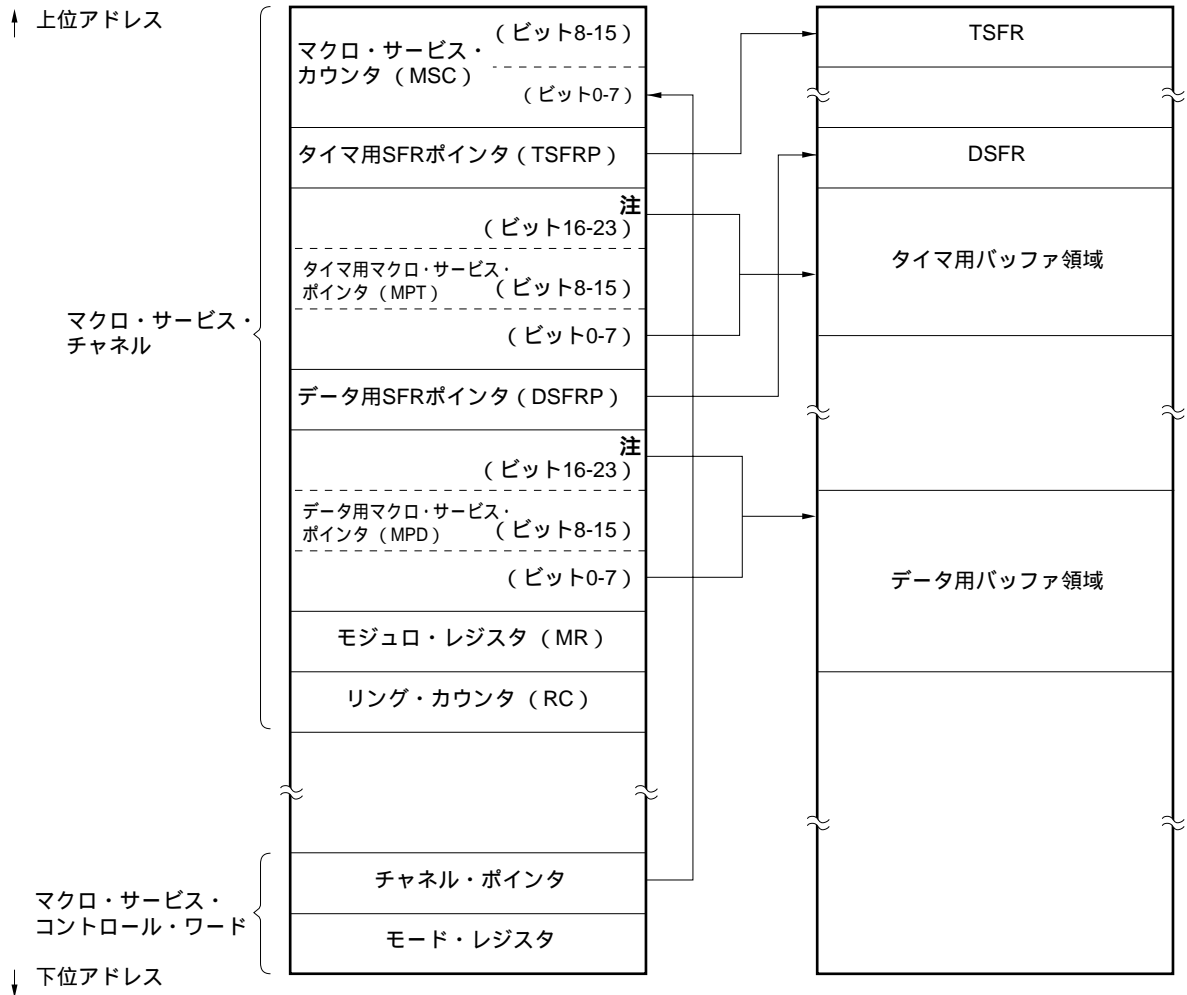 上位アドレス
マクロ・サービス・
カウンタ（MSC）
（ビット8-15）
（ビット0-7）
タイマ用SFRポインタ（TSFRP）
注
（ビット16-23）
タイマ用マクロ・サービス・
ポインタ（MPT）
（ビット8-15）
（ビット0-7）
データ用SFRポインタ（DSFRP）
注
（ビット16-23）
データ用マクロ・サービス・
ポインタ（MPD）
（ビット8-15）
（ビット0-7）
モジュロ・レジスタ（MR）
リング・カウンタ（RC）
マクロ・サービス・
チャネル
チャネル・ポインタ
モード・レジスタ
マクロ・サービス・
コントロール・ワード
下位アドレス
TSFR
DSFR
タイマ用バッファ領域
データ用バッファ領域